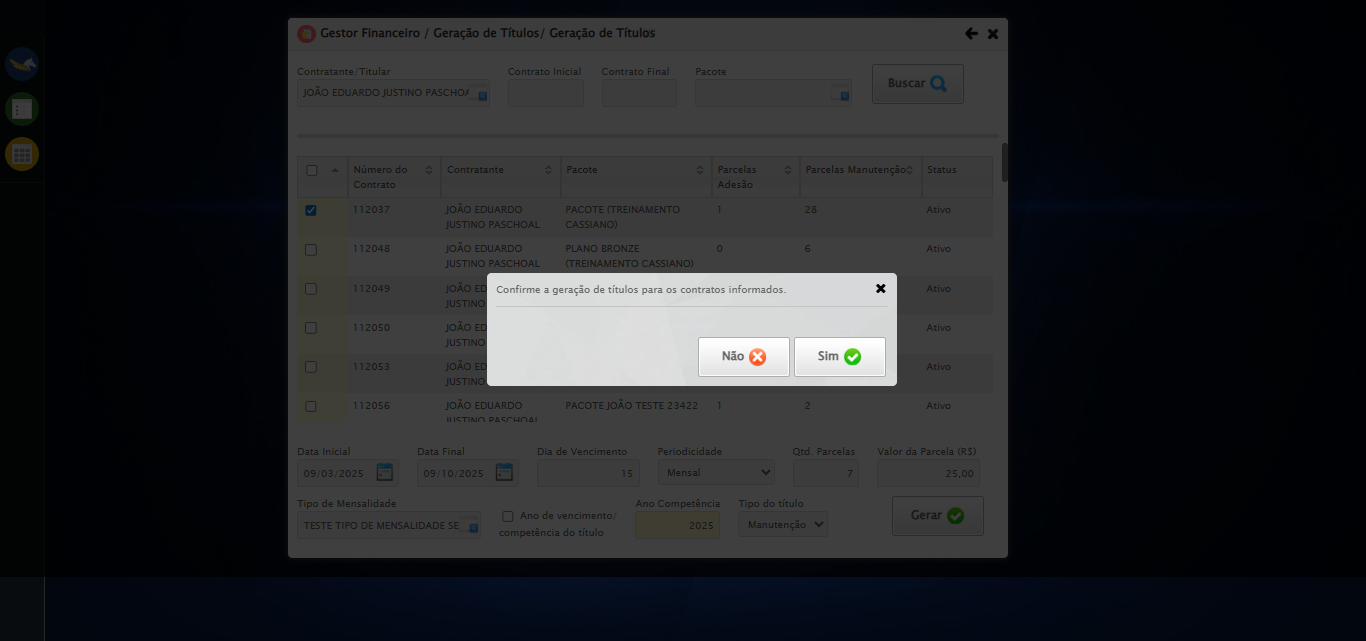 Gestor Financeiro / Geração de Títulos/ Geração de Títulos
Contratante/Titular Contrato Inicial Contrato Final Pacote
JOÃO EDUARDO JUSTINO PASCHOA Buscar
Número do Contrato Contratante Pacote Parcelas Adesão Parcelas Manutenção Status
112037 JOÃO EDUARDO JUSTINO PASCHOAL PACOTE (TREINAMENTO CASSIANO) 1 28 Ativo
112048 JOÃO EDUARDO JUSTINO PASCHOAL PLANO BRONZE (TREINAMENTO CASSIANO) 0 6 Ativo
112049 JOÃO ED JUSTINO Ativo
112050 JOÃO ED JUSTINO Ativo
112053 JOÃO ED JUSTINO Ativo
112056 JOÃO EDUARDO JUSTINO PASCHOAL PACOTE JOÃO TESTE 23422 1 2 Ativo
Confirme a geração de títulos para os contratos informados.
Não Sim
Data Inicial Data Final Dia de Vencimento Periodicidade Qtd. Parcelas Valor da Parcela (R$)
09/03/2025 09/10/2025 15 Mensal 7 25,00
Tipo de Mensalidade Ano de vencimento/ competência do título Ano Competência Tipo do título
TESTE TIPO DE MENSALIDADE SE 2025 Manutenção Gerar